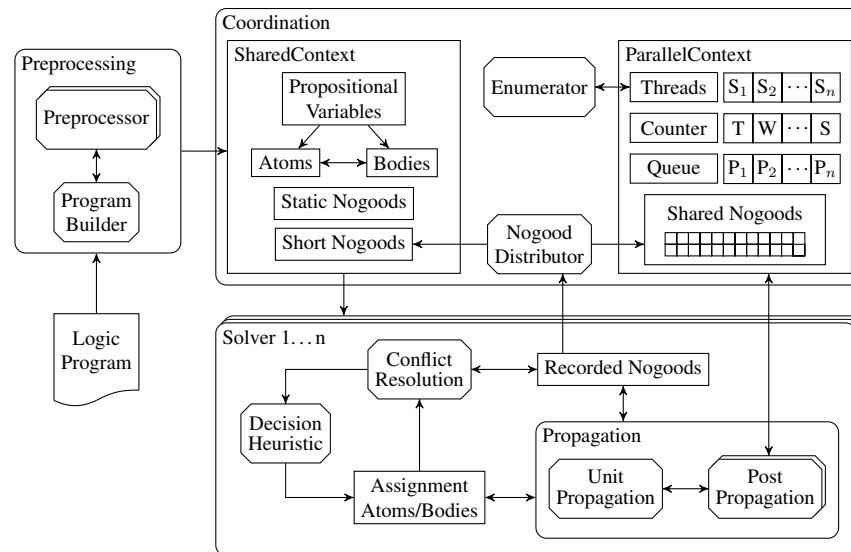 Coordination
Preprocessing
Preprocessor
Program
Builder
Logic
Program
SharedContext
Propositional
Variables
Atoms
Bodies
Static Nogoods
Short Nogoods
Enumerator
Nogood
Distributor
ParallelContext
Threads S1 S2 ··· Sn
Counter T W ··· S
Queue P1 P2 ··· Pn
Shared Nogoods
Solver 1...n
Conflict
Resolution
Recorded Nogoods
Decision
Heuristic
Assignment
Atoms/Bodies
Propagation
Unit
Propagation
Post
Propagation